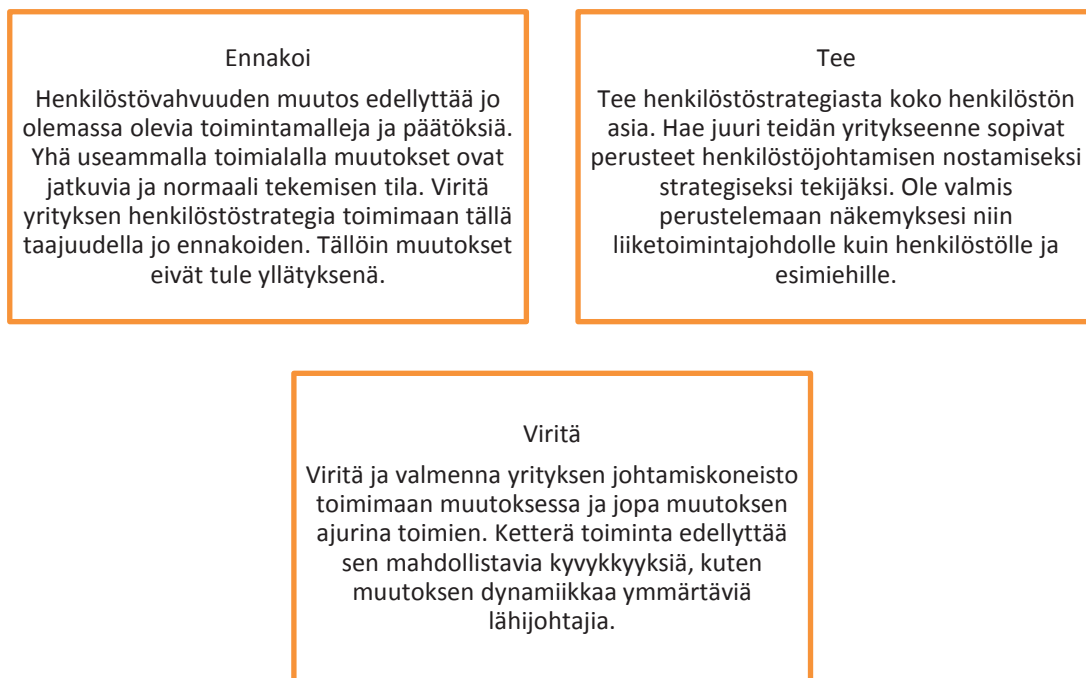 Ennakoi
Henkilöstövahvuuden muutos edellyttää jo
olemassa olevia toimintamalleja ja päätöksiä.
Yhä useammalla toimialalla muutokset ovat
jatkuvia ja normaali tekemisen tila. Viritä
yrityksen henkilöstöstrategia toimimaan tällä
taajuudella jo ennakoiden. Tällöin muutokset
eivät tule yllätyksenä.
Tee
Tee henkilöstöstrategiasta koko henkilöstön
asia. Hae juuri teidän yritykseenne sopivat
perusteet henkilöstöjohtamisen nostamiseksi
strategiseksi tekijäksi. Ole valmis
perustelemaan näkemyksesi niin
liiketoimintajohdolle kuin henkilöstölle ja
esimiehille.
Viritä
Viritä ja valmenna yrityksen johtamiskoneisto
toimimaan muutoksessa ja jopa muutoksen
ajurina toimien. Ketterä toiminta edellyttää
sen mahdollistavia kyvykkyyksiä, kuten
muutoksen dynamiikkaa ymmärtäviä
lähijohtajia.